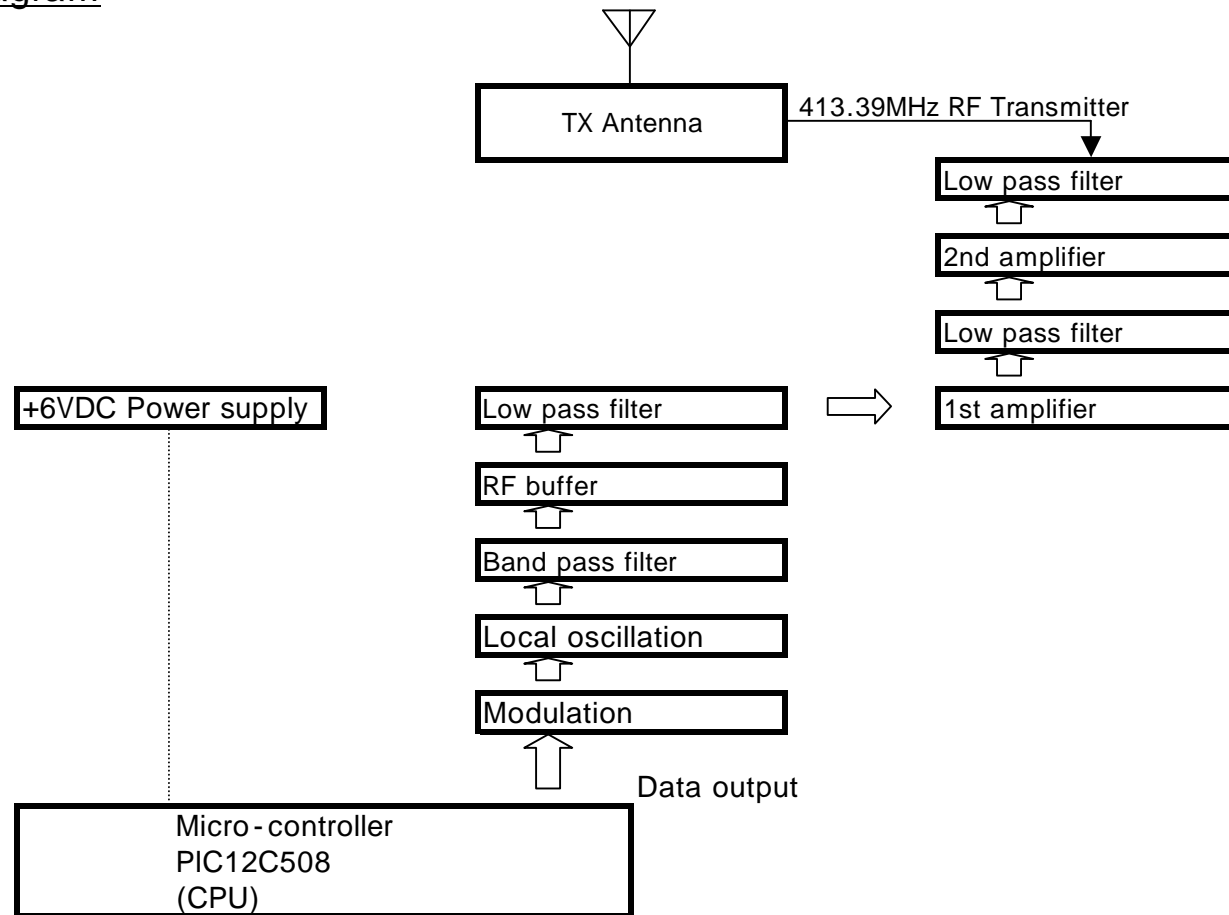 TX Antenna
413.39MHz RF Transmitter
Low pass filter
2nd amplifier
Low pass filter
1st amplifier
+6VDC Power supply
Low pass filter
RF buffer
Band pass filter
Local oscillation
Modulation
Data output
Micro-controller
PIC12C508
(CPU)